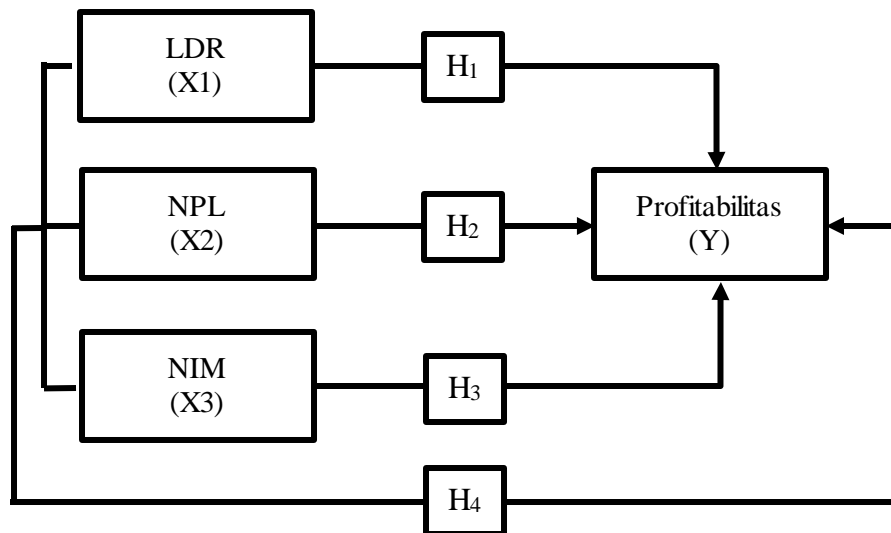 LDR
(X1)
H₁
NPL
(X2)
H₂
Profitabilitas
(Y)
NIM
(X3)
H₃
H₄